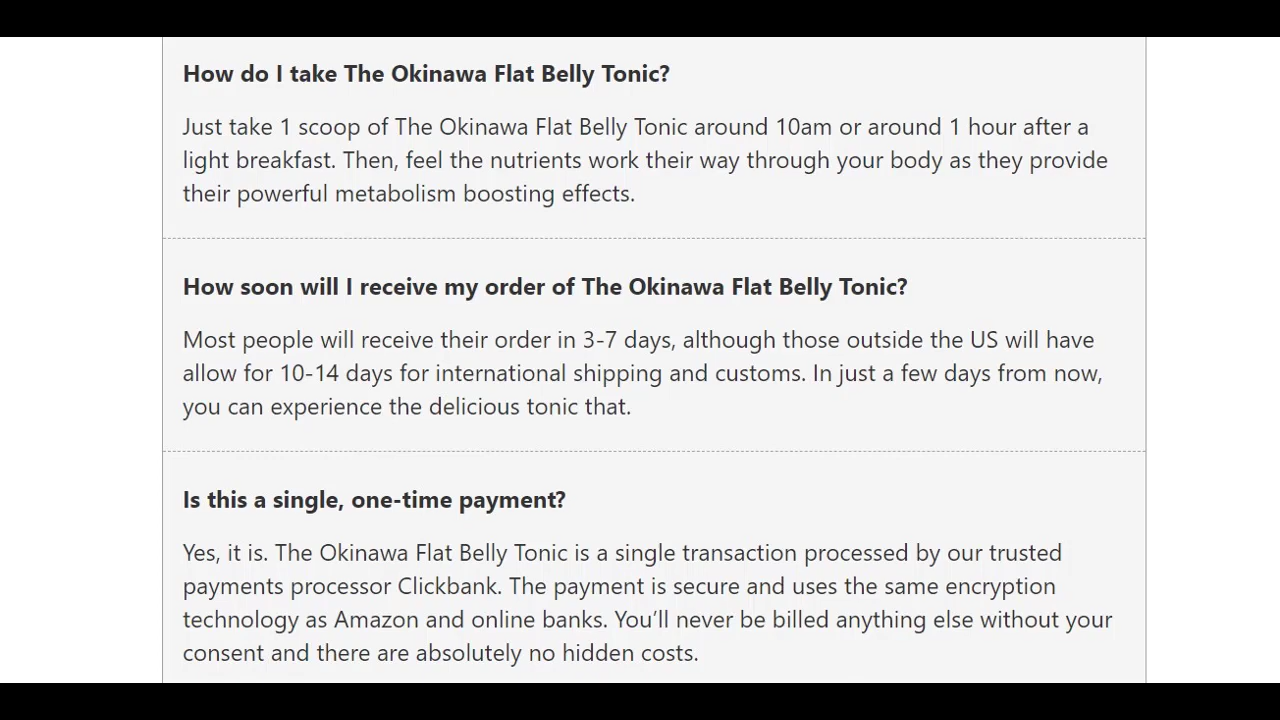 How do I take The Okinawa Flat Belly Tonic?
Just take 1 scoop of The Okinawa Flat Belly Tonic around 10am or around 1 hour after a
light breakfast. Then, feel the nutrients work their way through your body as they provide
their powerful metabolism boosting effects.
How soon will I receive my order of The Okinawa Flat Belly Tonic?
Most people will receive their order in 3-7 days, although those outside the US will have
allow for 10-14 days for international shipping and customs. In just a few days from now,
you can experience the delicious tonic that.
Is this a single, one-time payment?
Yes, it is. The Okinawa Flat Belly Tonic is a single transaction processed by our trusted
payments processor Clickbank. The payment is secure and uses the same encryption
technology as Amazon and online banks. You’ll never be billed anything else without your
consent and there are absolutely no hidden costs.